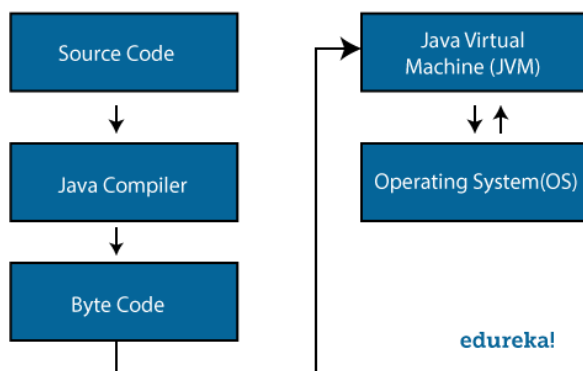 Source Code
Java Compiler
Byte Code
Java Virtual
Machine (JVM)
Operating System(OS)
edureka!